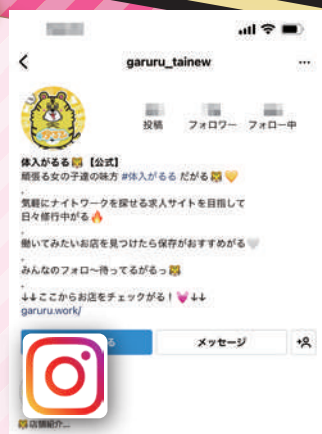 garuru_tainew
投稿 フォロワー フォロー中
体入がるる🐯【公式】
頑張る女の子達の味方 #体入がるる だがる🐯💛
.
気軽にナイトワークを探せる求人サイトを目指して
日々修行中がる🔥
.
働いてみたいお店を見つけたら保存がおすすめがる🤍
.
みんなのフォロ〜待ってるがるっ🐯
.
↓↓ここからお店をチェックがる！💓↓↓
garuru.work/
る メッセージ
🐯店舗紹介...